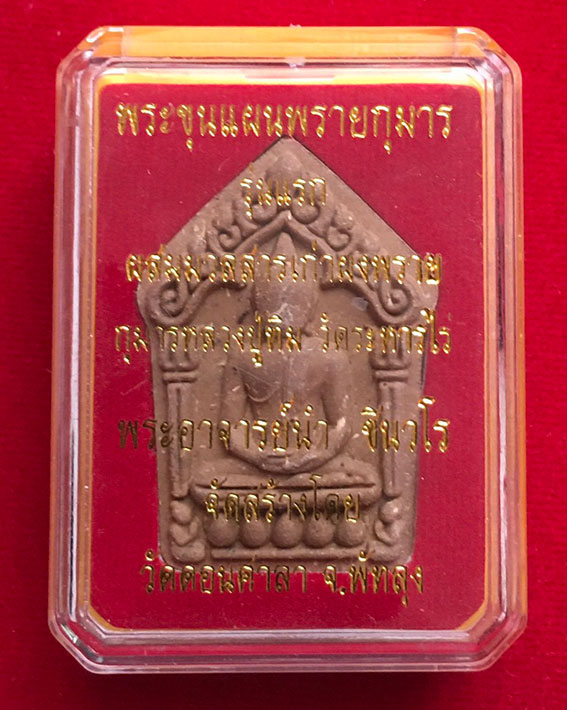 พระขุนแผนพรายกุมาร
รุ่นแรก
ผสมมวลสารเก่าผงพราย
กุมารหลวงปู่ทิม วัดระหารไร่
พระอาจารย์นำ ชินวโร
จัดสร้างโดย
วัดดอนศาลา จ.พัทลุง